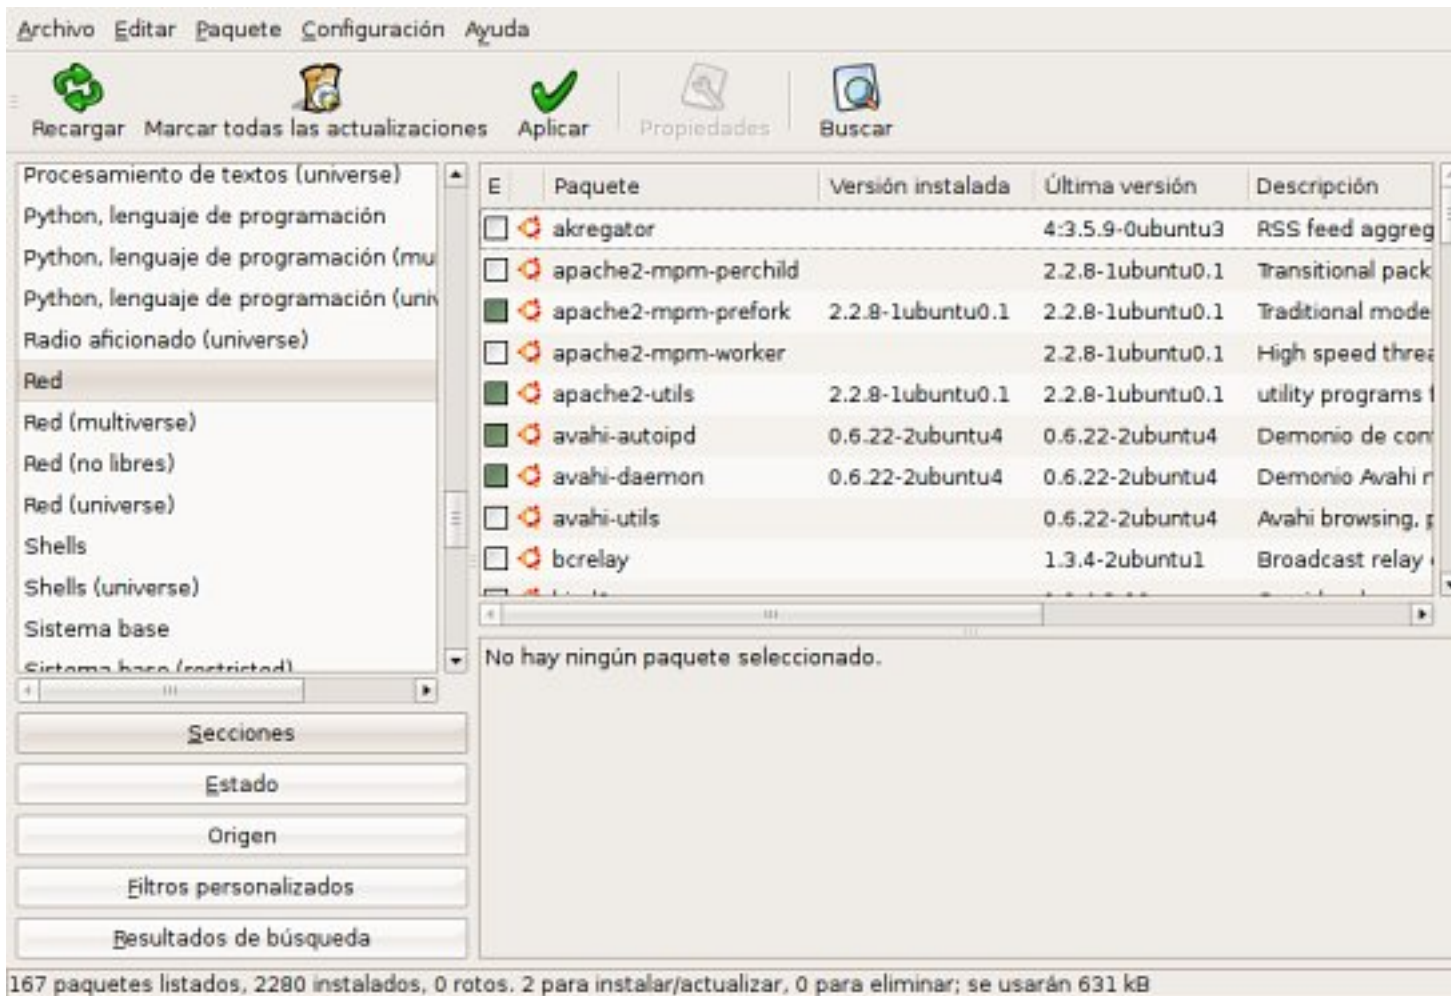 Archivo Editar Paquete Configuración Ayuda
Recargar Marcar todas las actualizaciones Aplicar Propiedades Buscar
Procesamiento de textos (universe)
Python, lenguaje de programación
Python, lenguaje de programación (mu
Python, lenguaje de programación (univ
Radio aficionado (universe)
Red
Red (multiverse)
Red (no libres)
Red (universe)
Shells
Shells (universe)
Sistema base
Sistema base (restricted)
Secciones
Estado
Origen
Filtros personalizados
Resultados de búsqueda
E Paquete Versión instalada Última versión Descripción
akregator 4:3.5.9-0ubuntu3 RSS feed aggreg
apache2-mpm-perchild 2.2.8-1ubuntu0.1 Transitional pack
apache2-mpm-prefork 2.2.8-1ubuntu0.1 2.2.8-1ubuntu0.1 Traditional mode
apache2-mpm-worker 2.2.8-1ubuntu0.1 High speed threa
apache2-utils 2.2.8-1ubuntu0.1 2.2.8-1ubuntu0.1 utility programs f
avahi-autoipd 0.6.22-2ubuntu4 0.6.22-2ubuntu4 Demonio de con
avahi-daemon 0.6.22-2ubuntu4 0.6.22-2ubuntu4 Demonio Avahi
avahi-utils 0.6.22-2ubuntu4 Avahi browsing, p
bcrelay 1.3.4-2ubuntu1 Broadcast relay
No hay ningún paquete seleccionado.
167 paquetes listados, 2280 instalados, 0 rotos. 2 para instalar/actualizar, 0 para eliminar; se usarán 631 kB